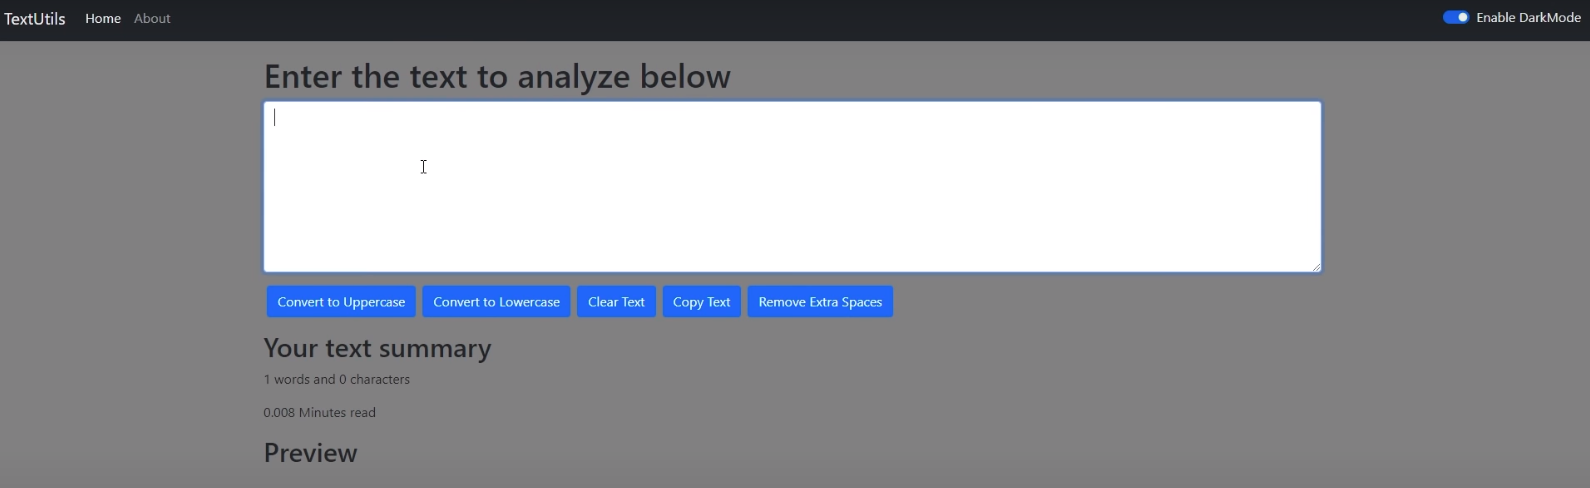 TextUtils Home About Enable DarkMode
Enter the text to analyze below
Convert to Uppercase Convert to Lowercase Clear Text Copy Text Remove Extra Spaces
Your text summary
1 words and 0 characters
0.008 Minutes read
Preview